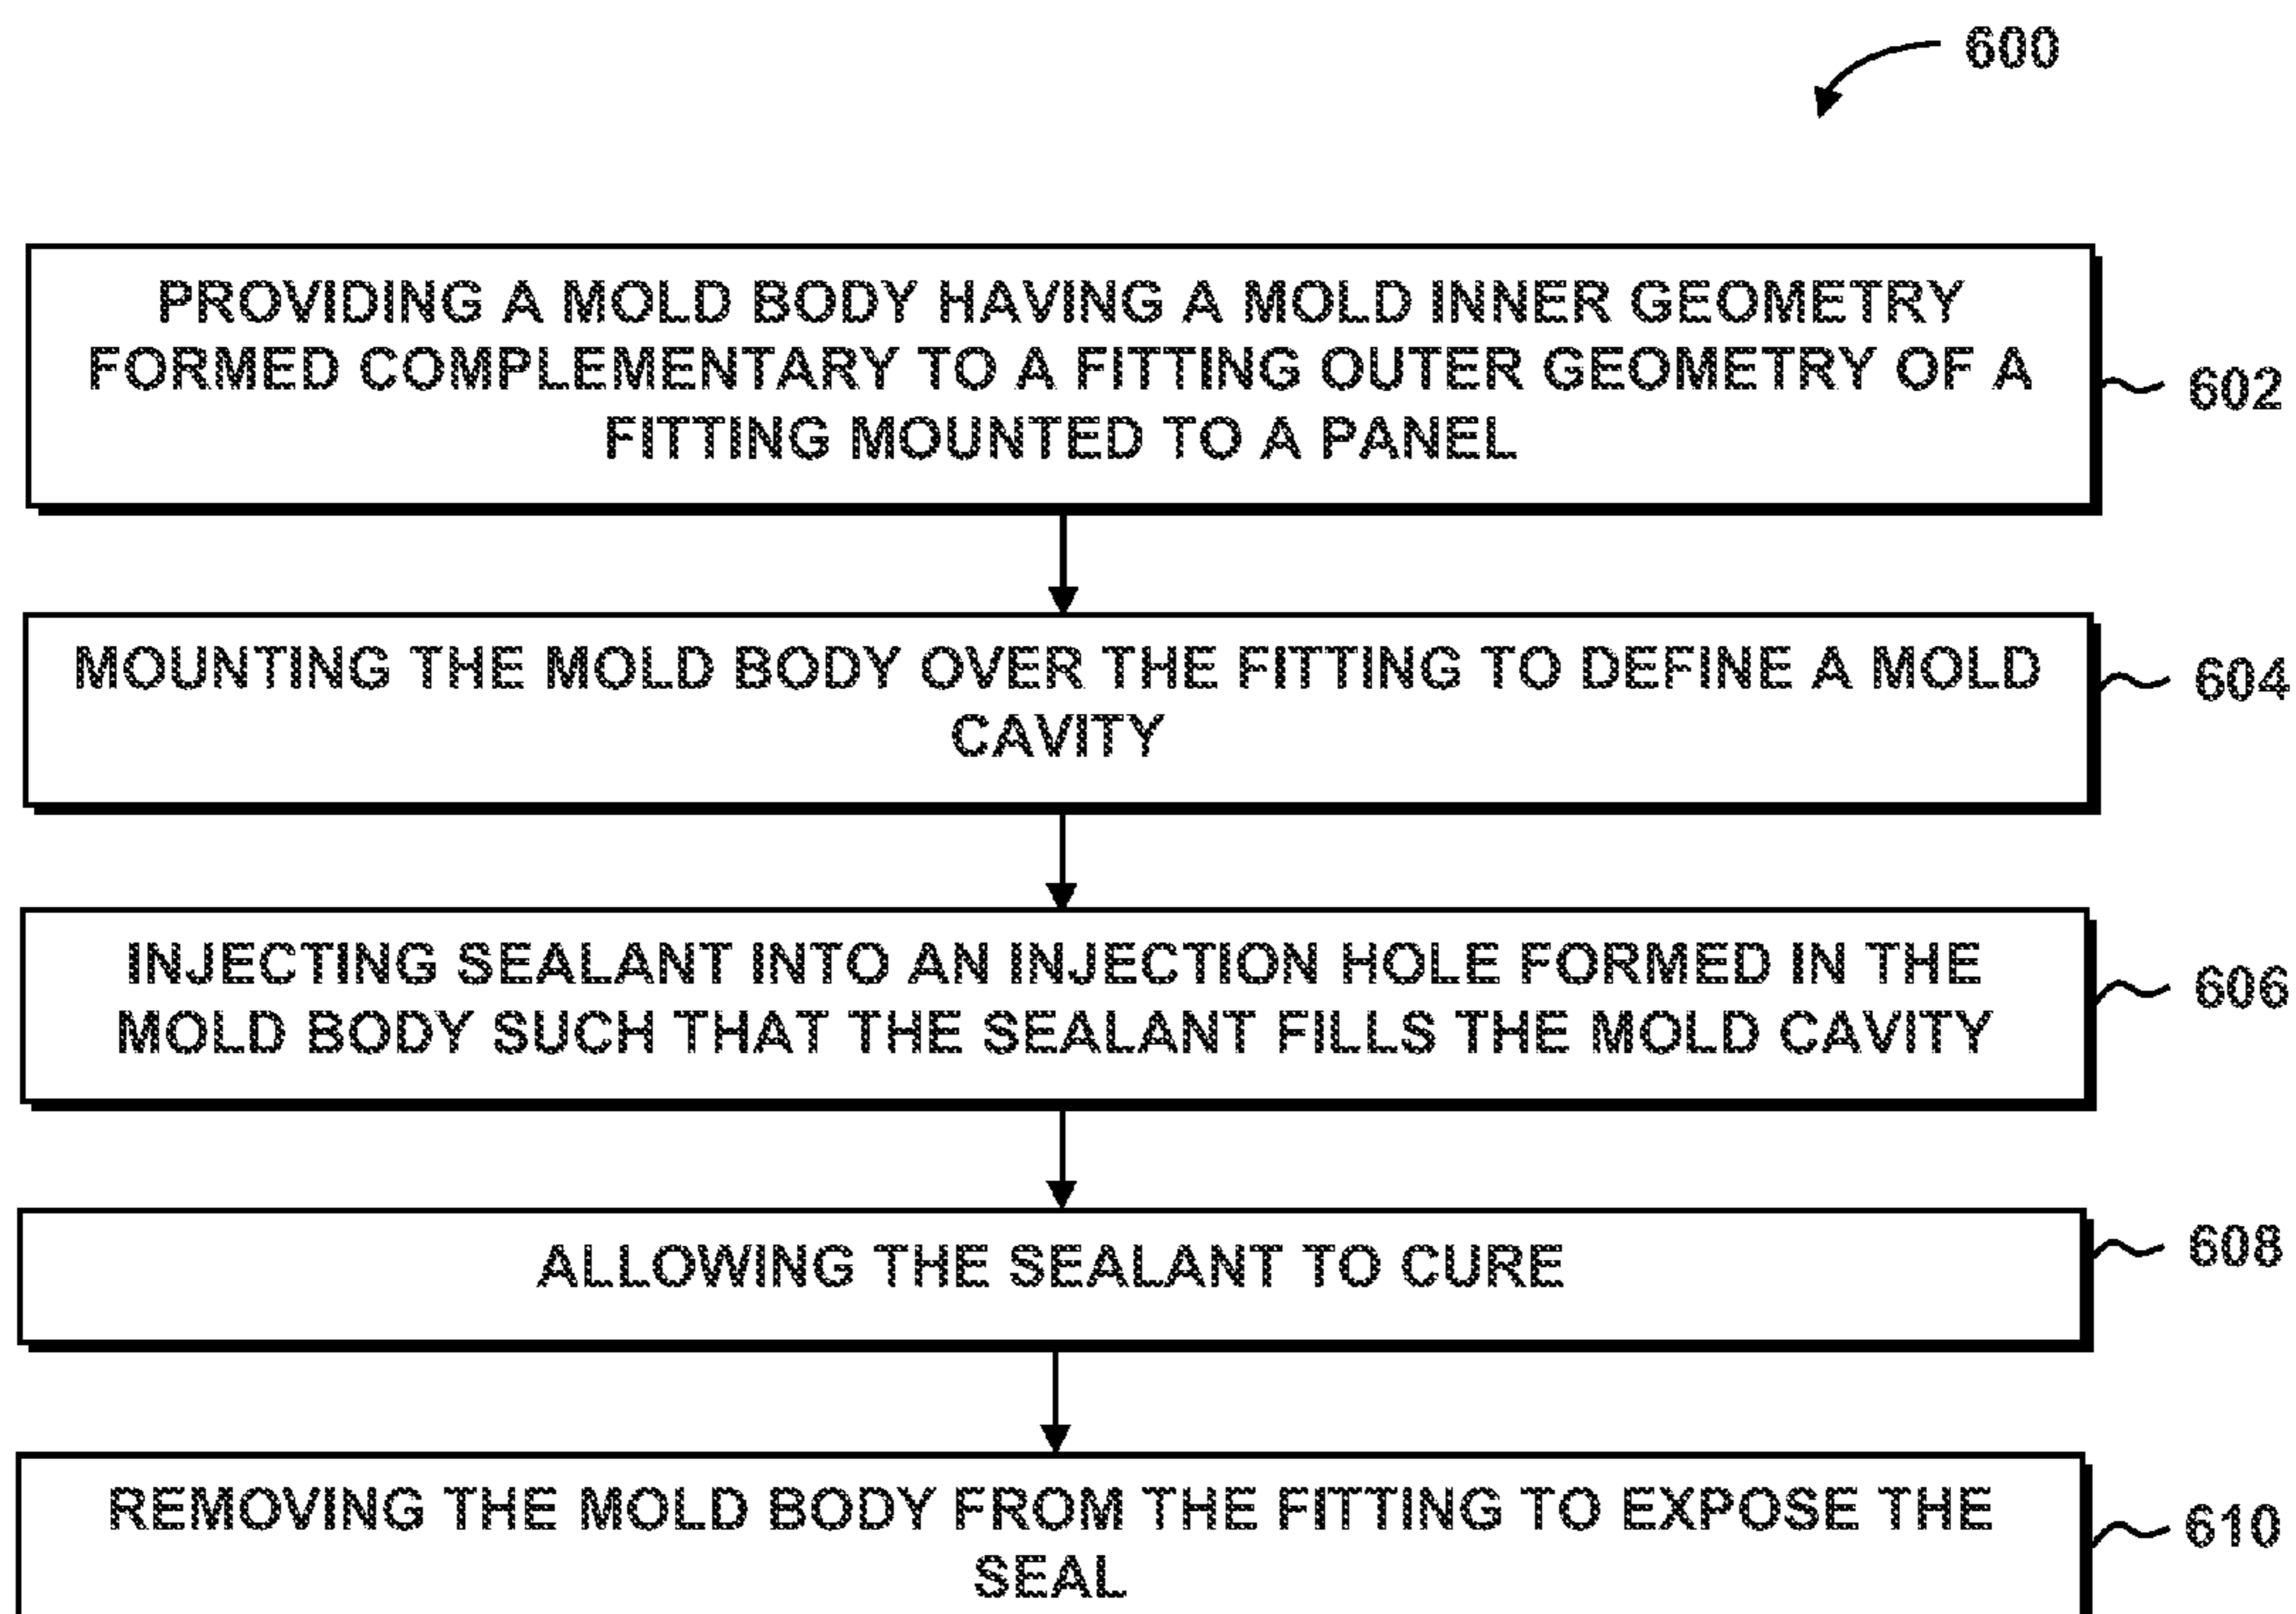 600
PROVIDING A MOLD BODY HAVING A MOLD INNER GEOMETRY
FORMED COMPLEMENTARY TO A FITTING OUTER GEOMETRY OF A
FITTING MOUNTED TO A PANEL
602
MOUNTING THE MOLD BODY OVER THE FITTING TO DEFINE A MOLD
CAVITY
604
INJECTING SEALANT INTO AN INJECTION HOLE FORMED IN THE
MOLD BODY SUCH THAT THE SEALANT FILLS THE MOLD CAVITY
606
ALLOWING THE SEALANT TO CURE
608
REMOVING THE MOLD BODY FROM THE FITTING TO EXPOSE THE
SEAL
610